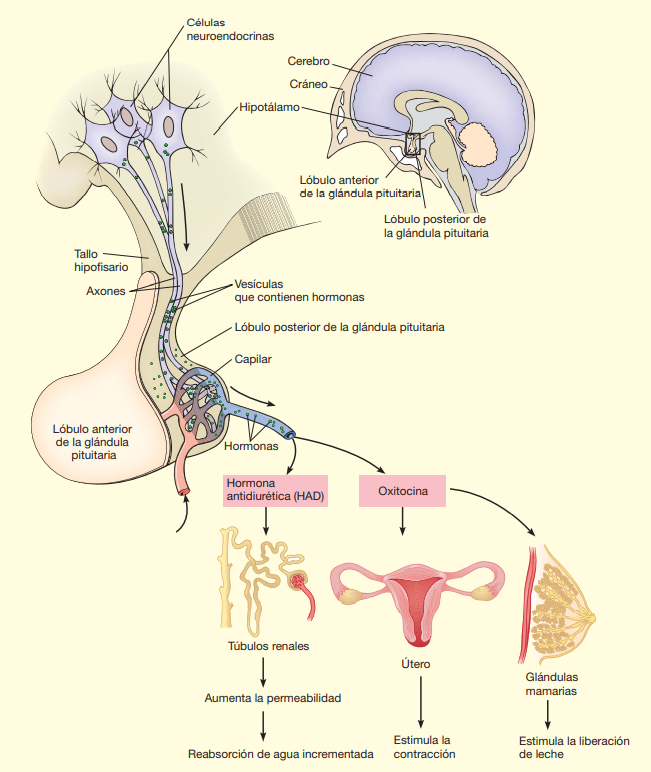 Células
neuroendocrinas
Cerebro
Cráneo
Hipotálamo
Lóbulo anterior
de la glándula pituitaria
Lóbulo posterior de
la glándula pituitaria
Tallo
hipofisario
Axones
Vesículas
que contienen hormonas
Lóbulo posterior de la glándula pituitaria
Capilar
Lóbulo anterior
de la glándula
pituitaria
Hormonas
Hormona
antidiurética (HAD)
Oxitocina
Túbulos renales
Útero
Glándulas
mamarias
Aumenta la permeabilidad
Reabsorción de agua incrementada
Estimula la
contracción
Estimula la liberación
de leche